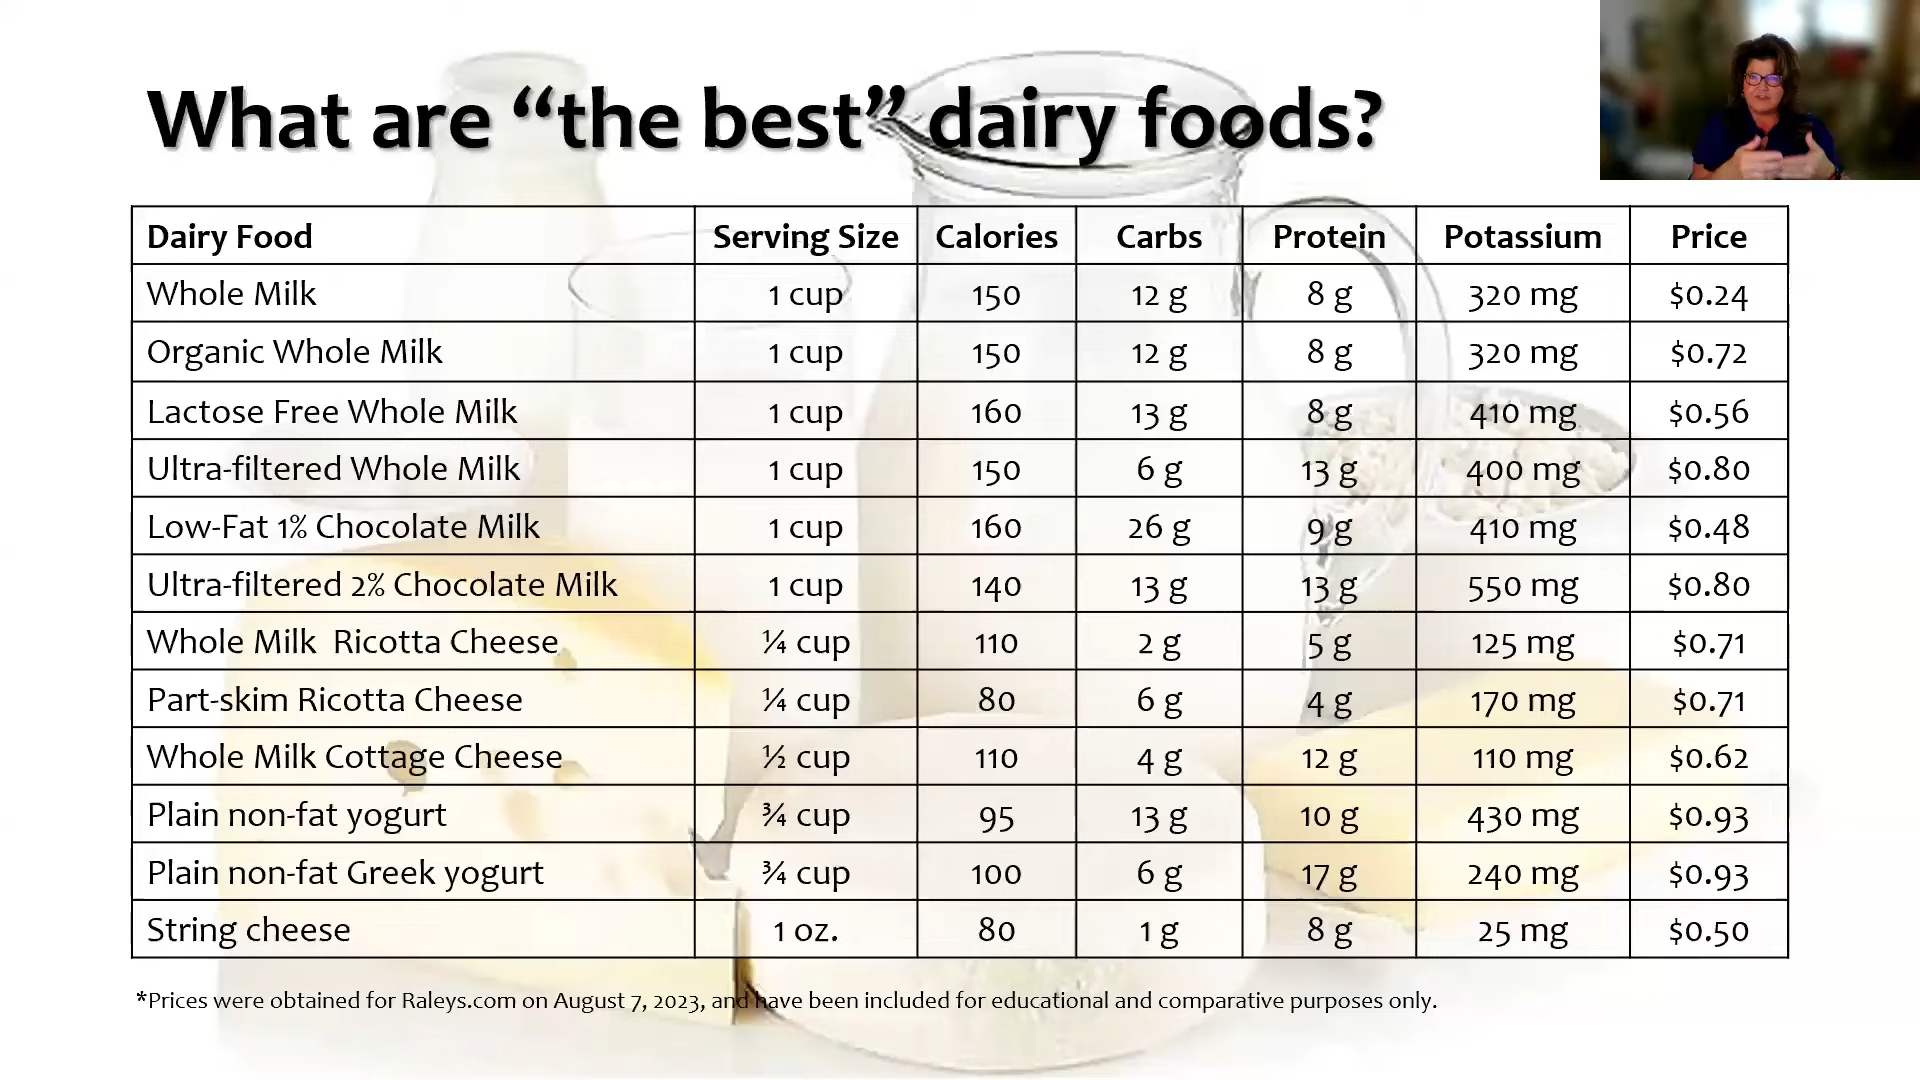 What are “the best” dairy foods?
Dairy Food Serving Size Calories Carbs Protein Potassium Price
Whole Milk 1 cup 150 12 g 8 g 320 mg $0.24
Organic Whole Milk 1 cup 150 12 g 8 g 320 mg $0.72
Lactose Free Whole Milk 1 cup 160 13 g 8 g 410 mg $0.56
Ultra-filtered Whole Milk 1 cup 150 6 g 13 g 400 mg $0.80
Low-Fat 1% Chocolate Milk 1 cup 160 26 g 9 g 410 mg $0.48
Ultra-filtered 2% Chocolate Milk 1 cup 140 13 g 13 g 550 mg $0.80
Whole Milk Ricotta Cheese ¼ cup 110 2 g 5 g 125 mg $0.71
Part-skim Ricotta Cheese ¼ cup 80 6 g 4 g 170 mg $0.71
Whole Milk Cottage Cheese ½ cup 110 4 g 12 g 110 mg $0.62
Plain non-fat yogurt ¾ cup 95 13 g 10 g 430 mg $0.93
Plain non-fat Greek yogurt ¾ cup 100 6 g 17 g 240 mg $0.93
String cheese 1 oz. 80 1 g 8 g 25 mg $0.50
*Prices were obtained for Raleys.com on August 7, 2023, and have been included for educational and comparative purposes only.